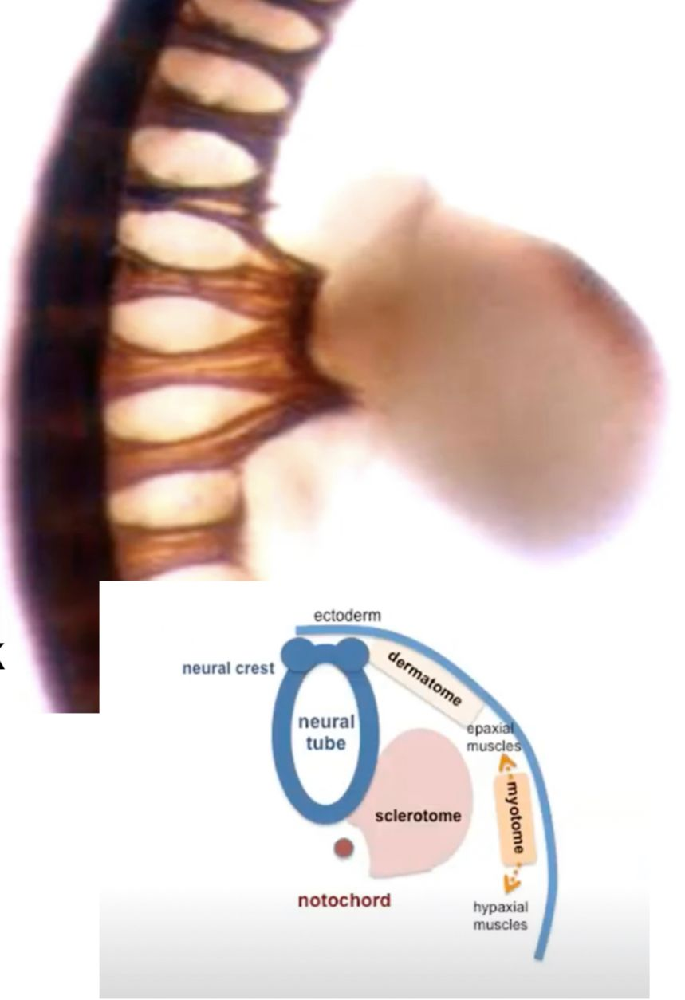 ectoderm
neural crest
dermatome
neural
tube
epaxial
muscles
sclerotome
myotome
notochord
hypaxial
muscles